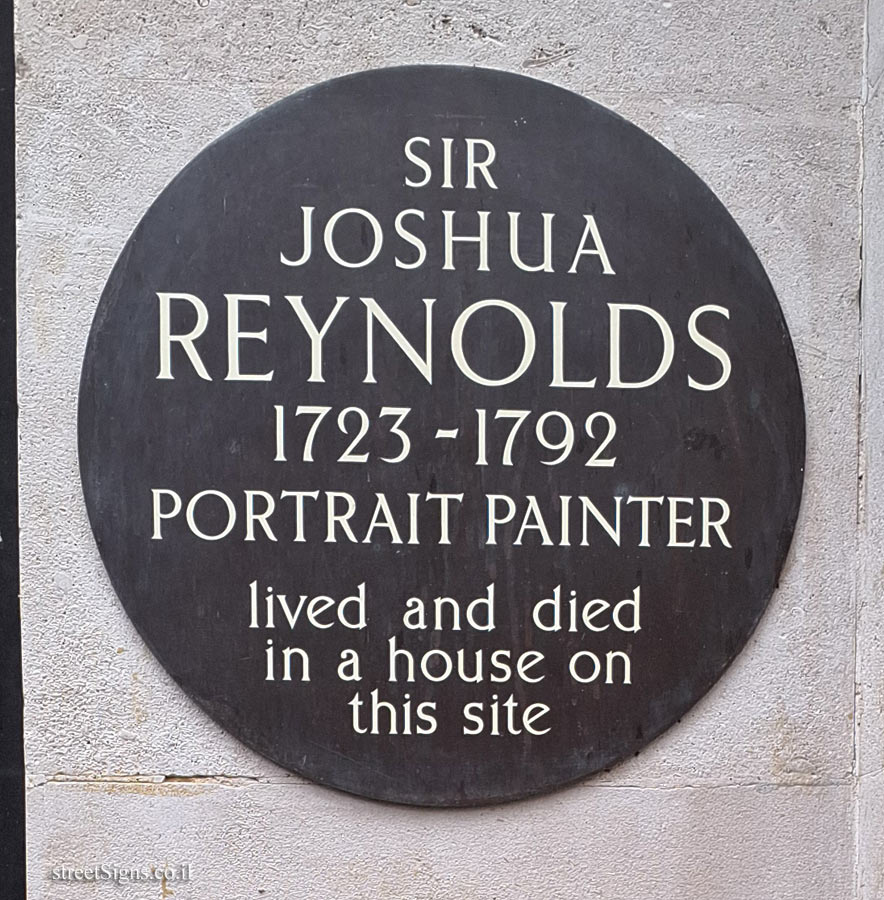 SIR
JOSHUA
REYNOLDS
1723-1792
PORTRAIT PAINTER
lived and died
in a house on
this site
streetSigns.co.il